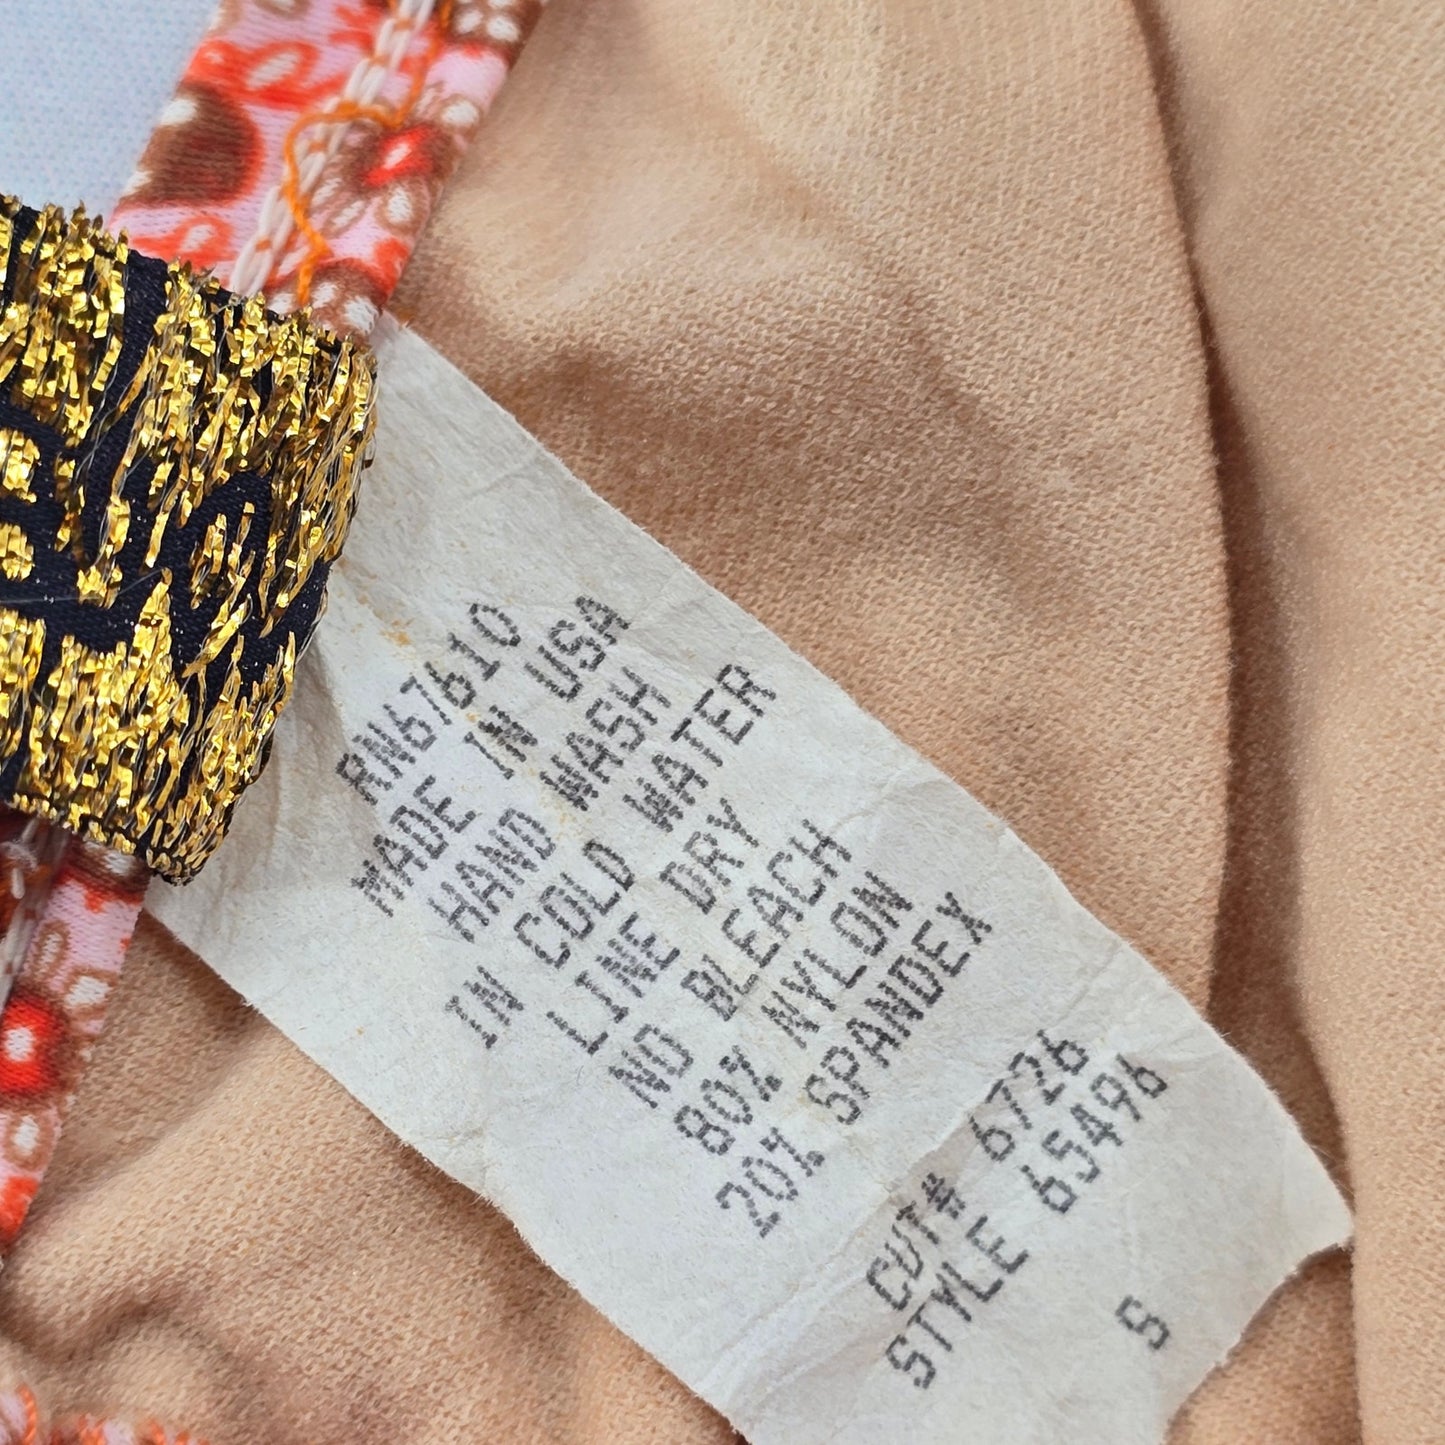 RN67610
MADE IN USA
HAND WASH
IN COLD WATER
LINE DRY
NO BLEACH
80% NYLON
20% SPANDEX
CUT# 6726
STYLE 65496
S